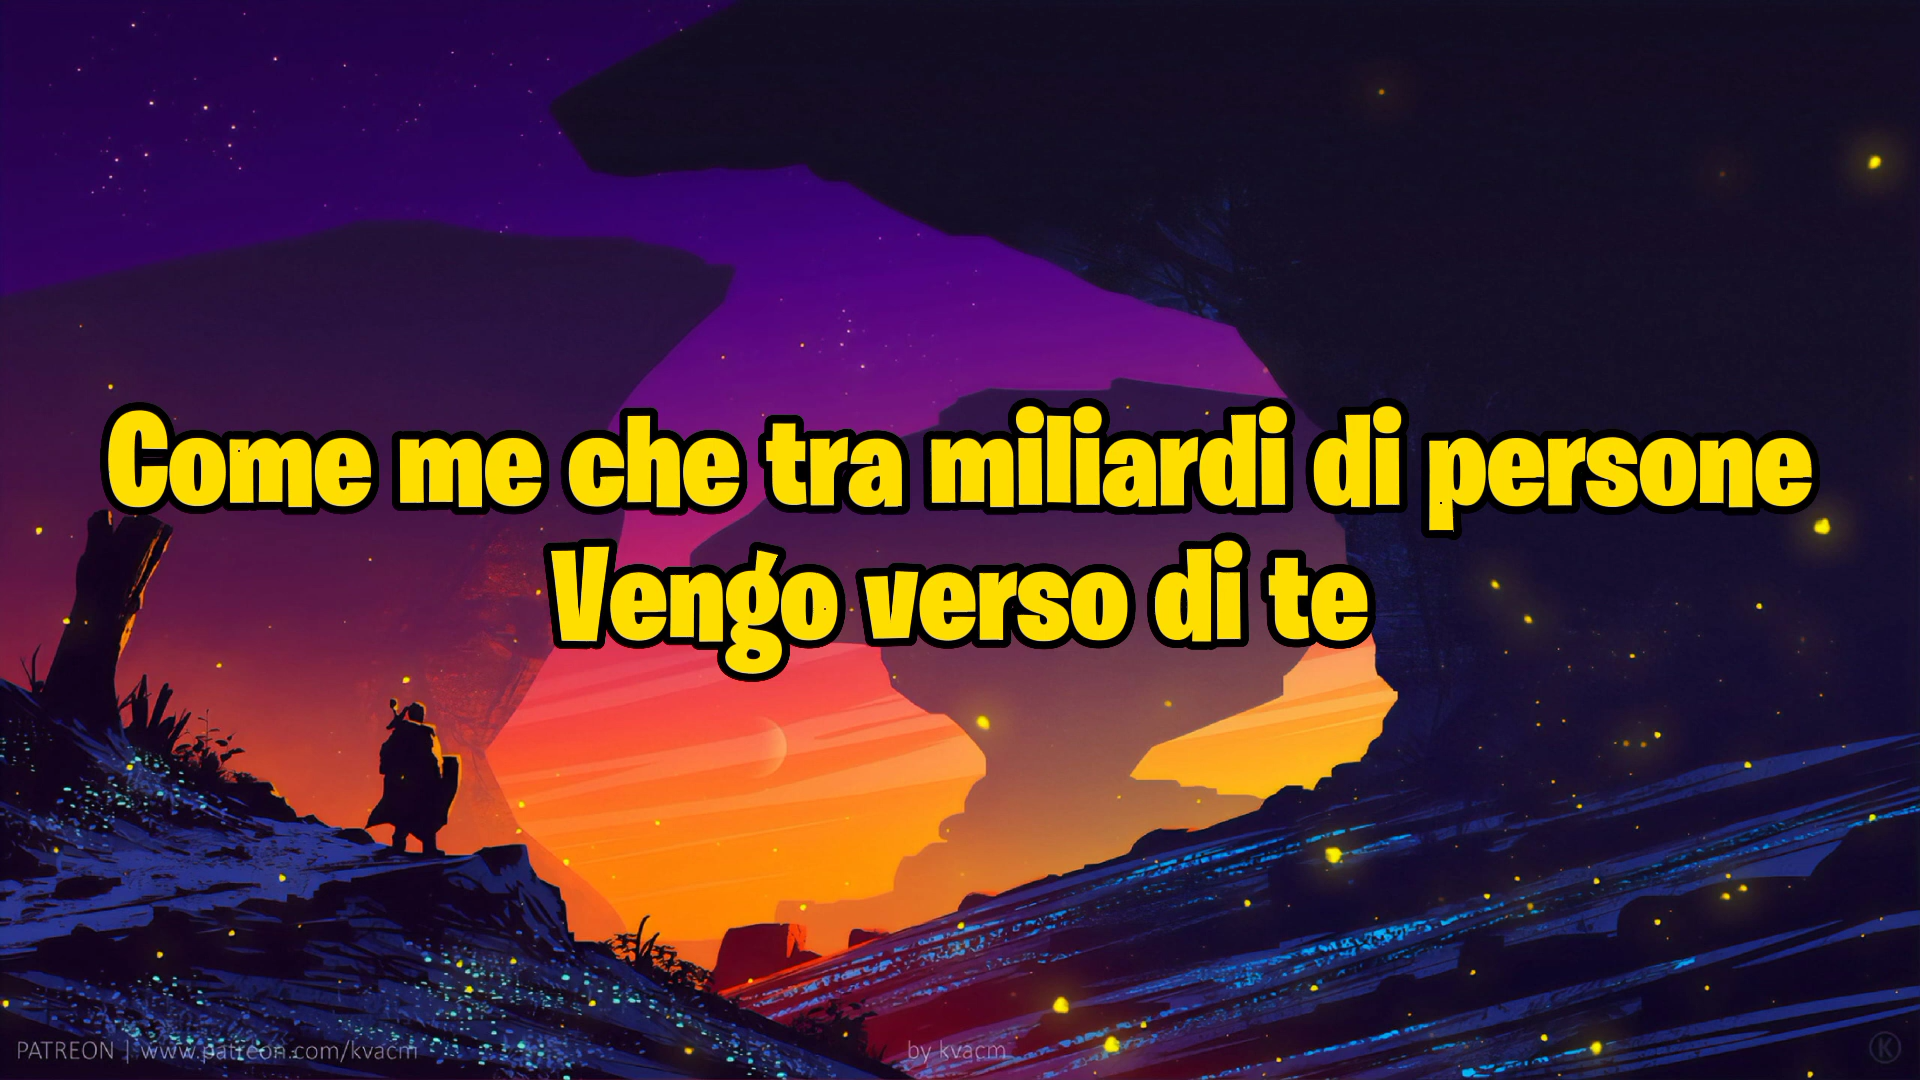 Come me che tra miliardi di persone
Vengo verso di te
PATREON | www.patreon.com/kvacm
by kvacm
K